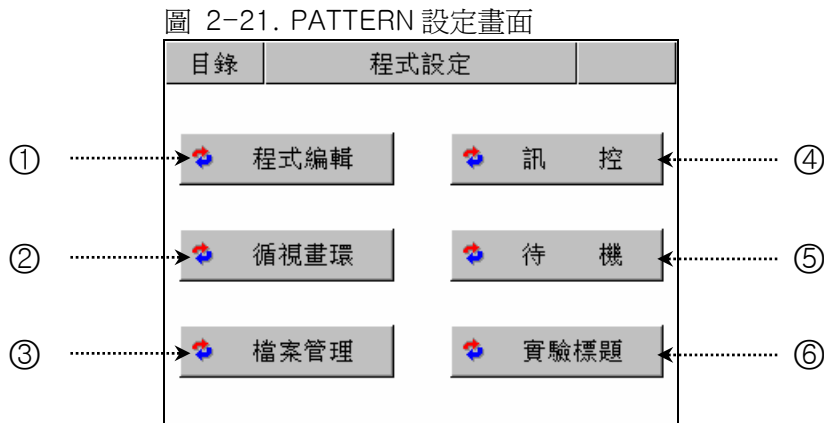 圖 2-21. PATTERN 設定畫面
目錄 程式設定
① 程式編輯 訊 控 ④
② 循視畫環 待 機 ⑤
③ 檔案管理 實驗標題 ⑥